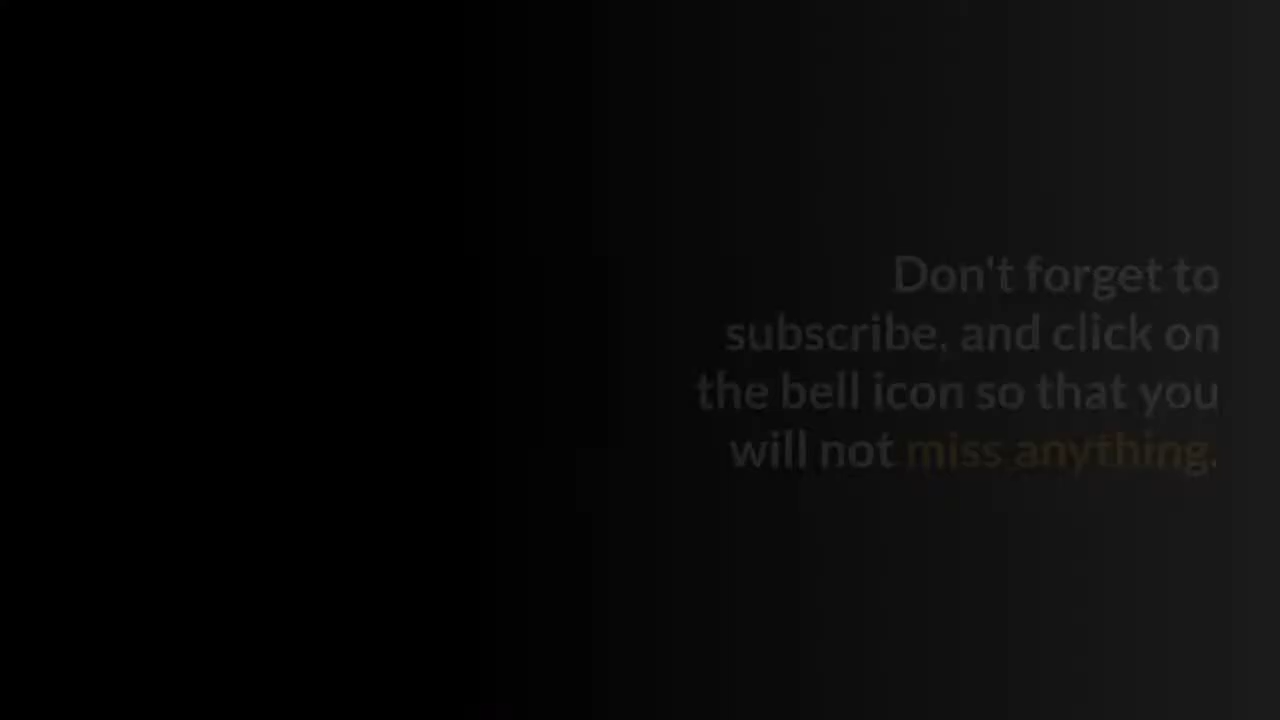 Don't forget to
subscribe, and click on
the bell icon so that you
will not miss anything.